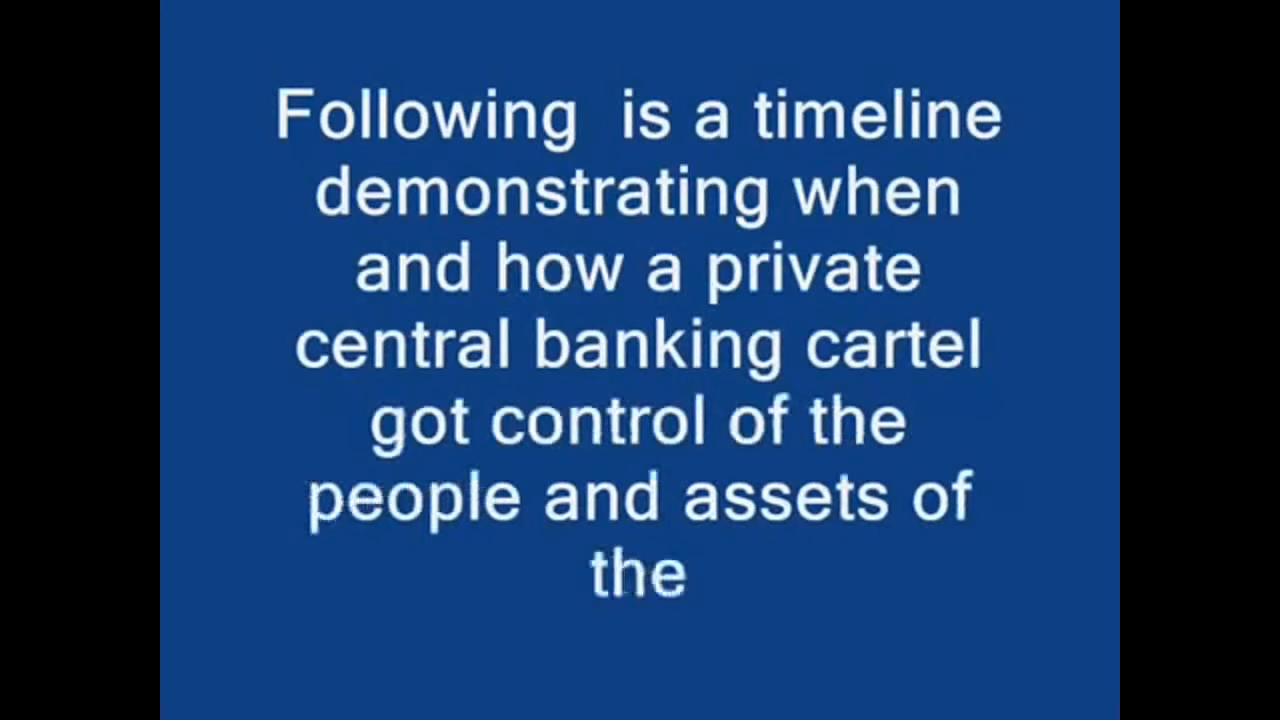 Following  is a timeline
demonstrating when
and how a private
central banking cartel
got control of the
people and assets of
the